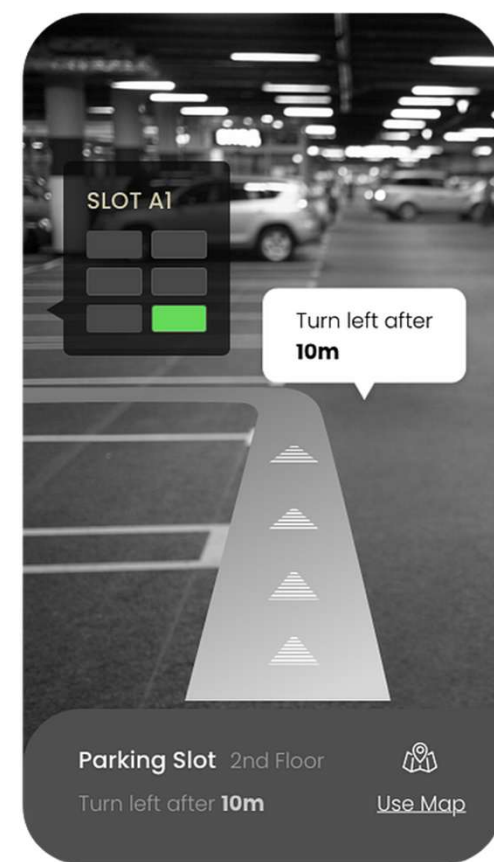 SLOT A1
Turn left after
10m
Parking Slot 2nd Floor
Turn left after 10m
Use Map